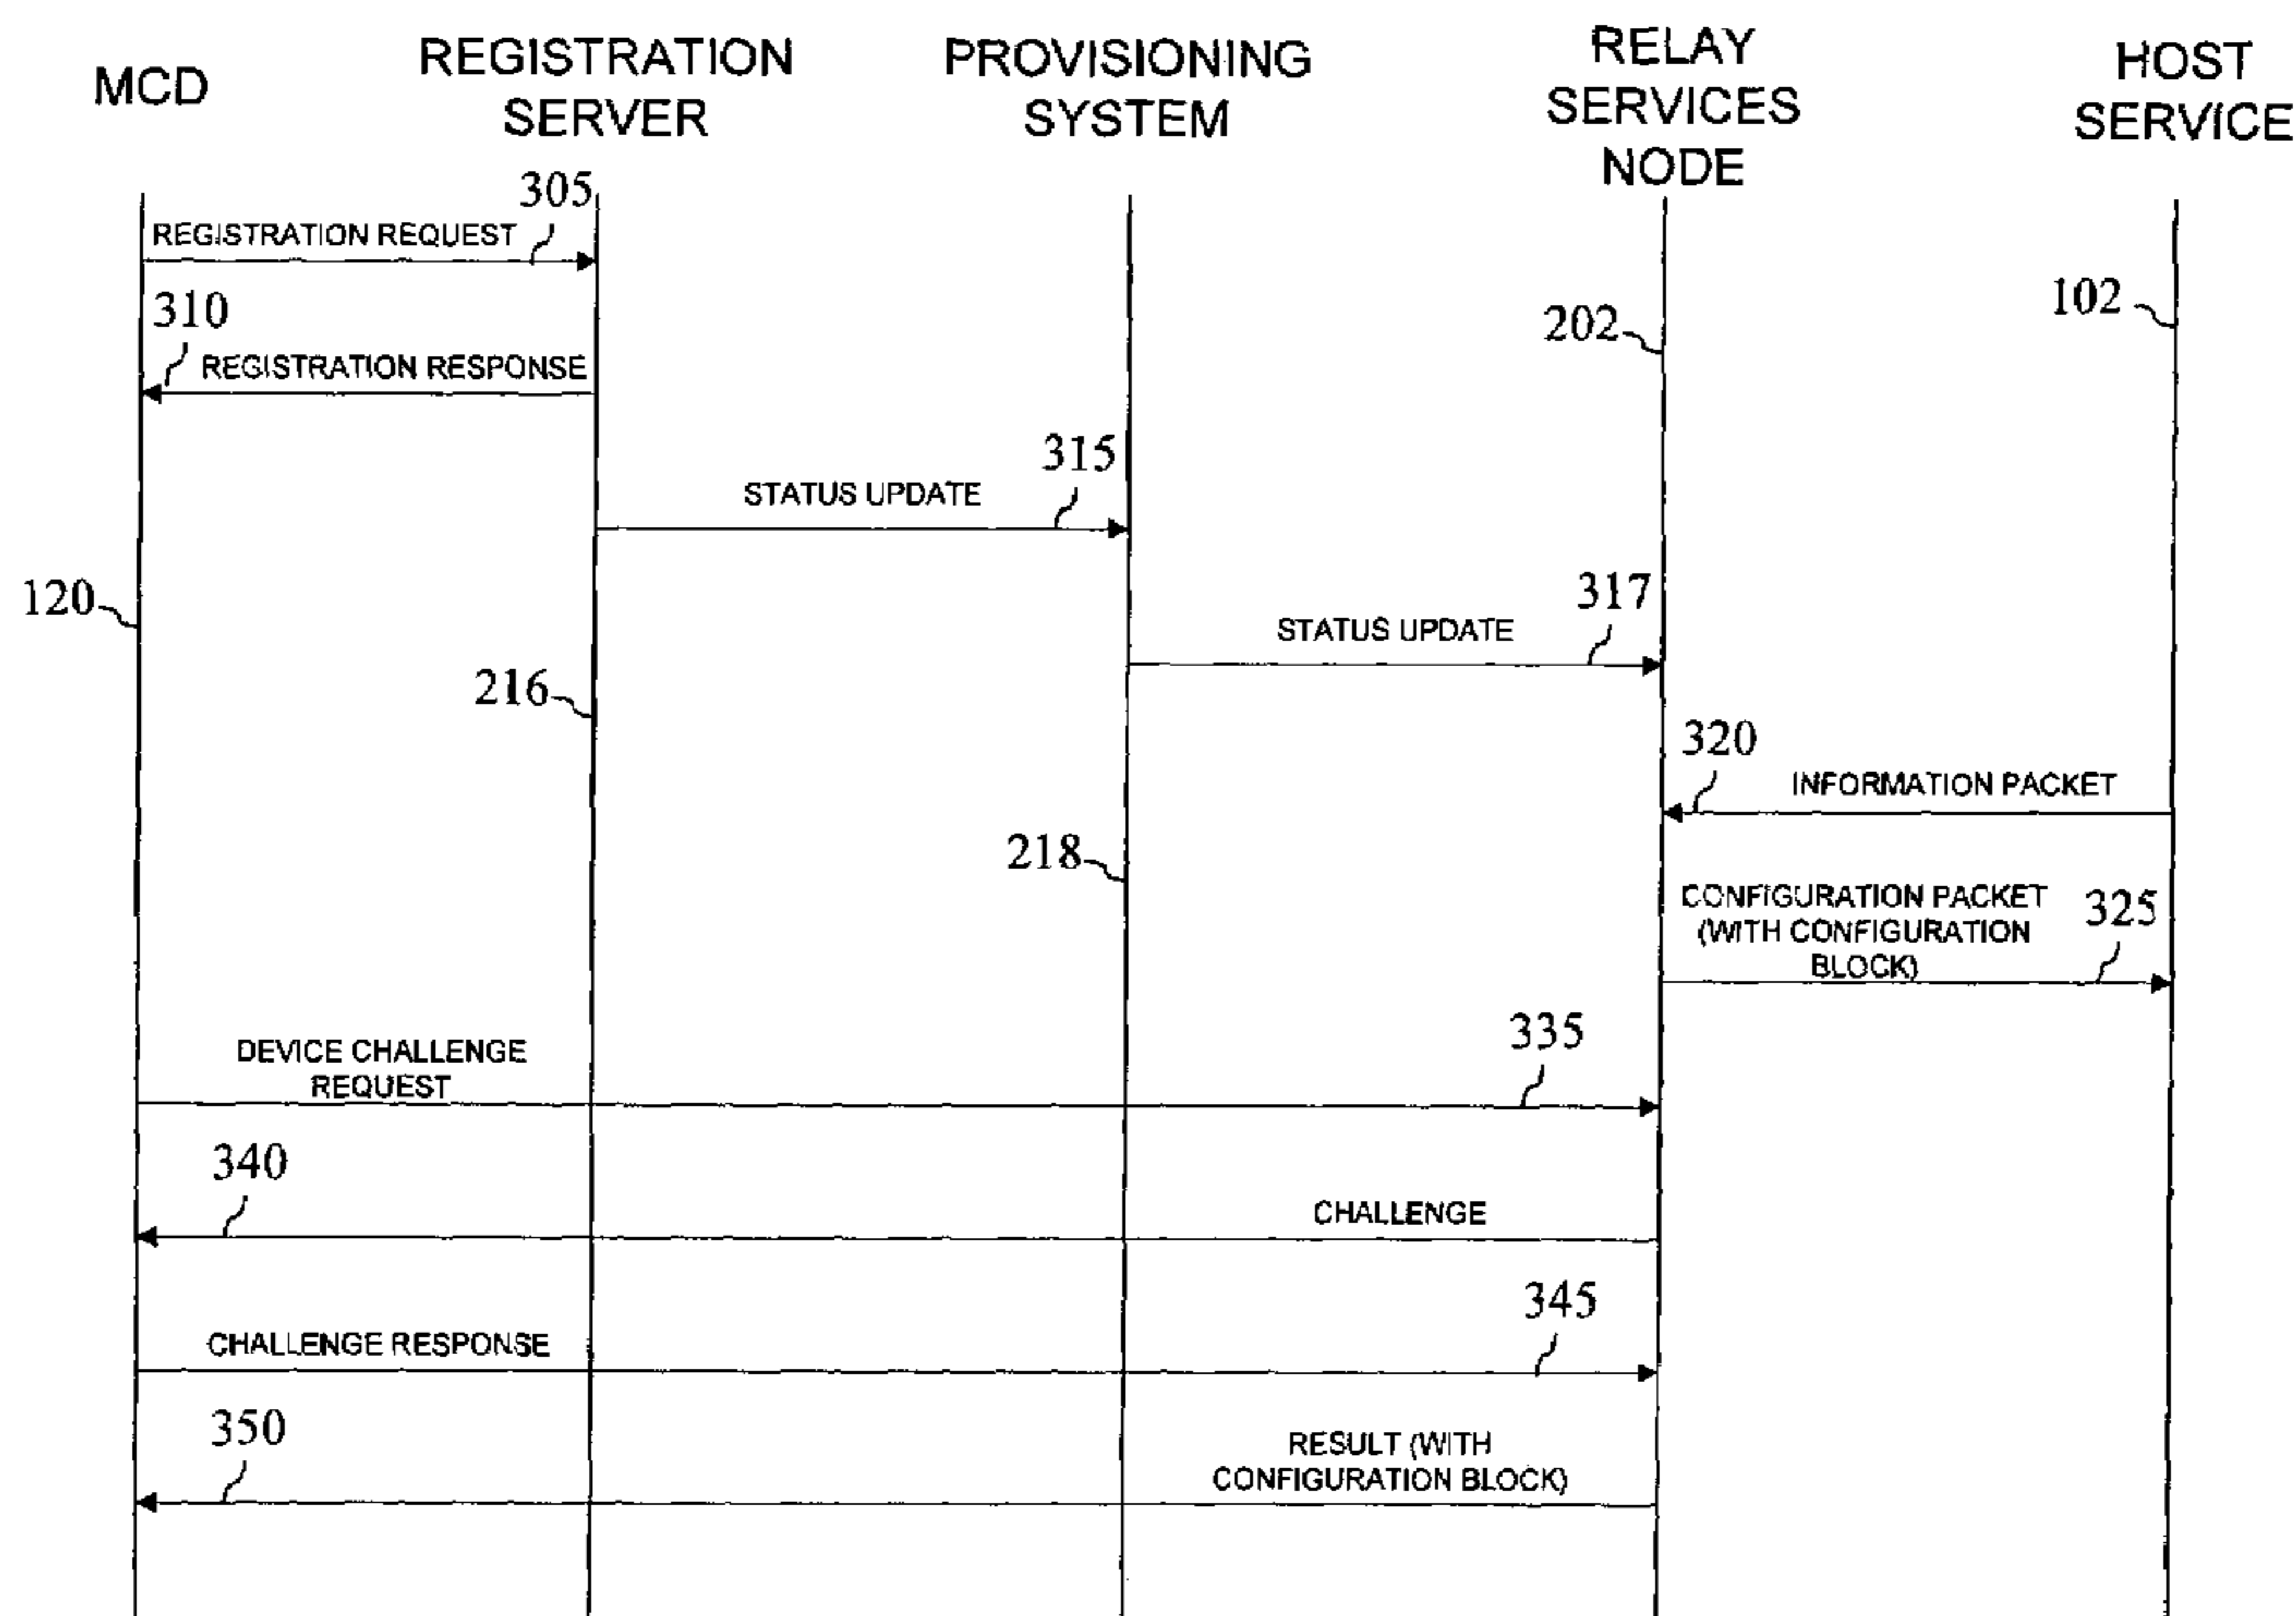 MCD
REGISTRATION
SERVER
PROVISIONING
SYSTEM
RELAY
SERVICES
NODE
HOST
SERVICE
305
REGISTRATION REQUEST
310
REGISTRATION RESPONSE
102
202
315
STATUS UPDATE
120
317
STATUS UPDATE
216
320
INFORMATION PACKET
218
CONFIGURATION PACKET
(WITH CONFIGURATION
BLOCK)
325
335
DEVICE CHALLENGE
REQUEST
340
CHALLENGE
345
CHALLENGE RESPONSE
350
RESULT (WITH
CONFIGURATION BLOCK)